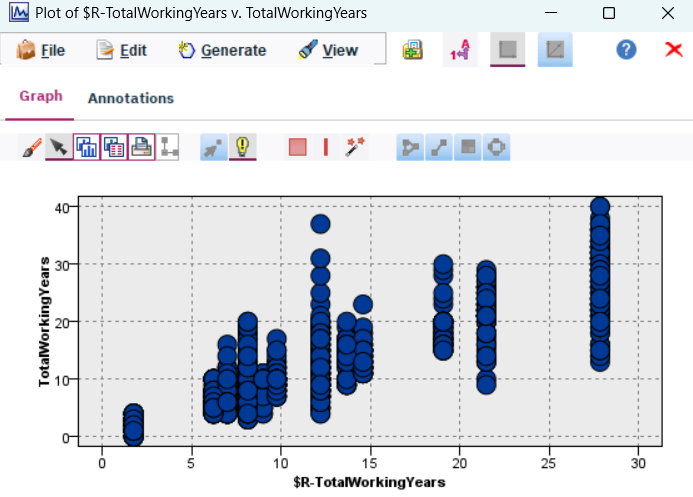 Plot of $R-TotalWorkingYears v. TotalWorkingYears
File Edit Generate View
1 A
?
Graph Annotations
40
30
20
10
0
TotalWorkingYears
0 5 10 15 20 25 30
$R-TotalWorkingYears